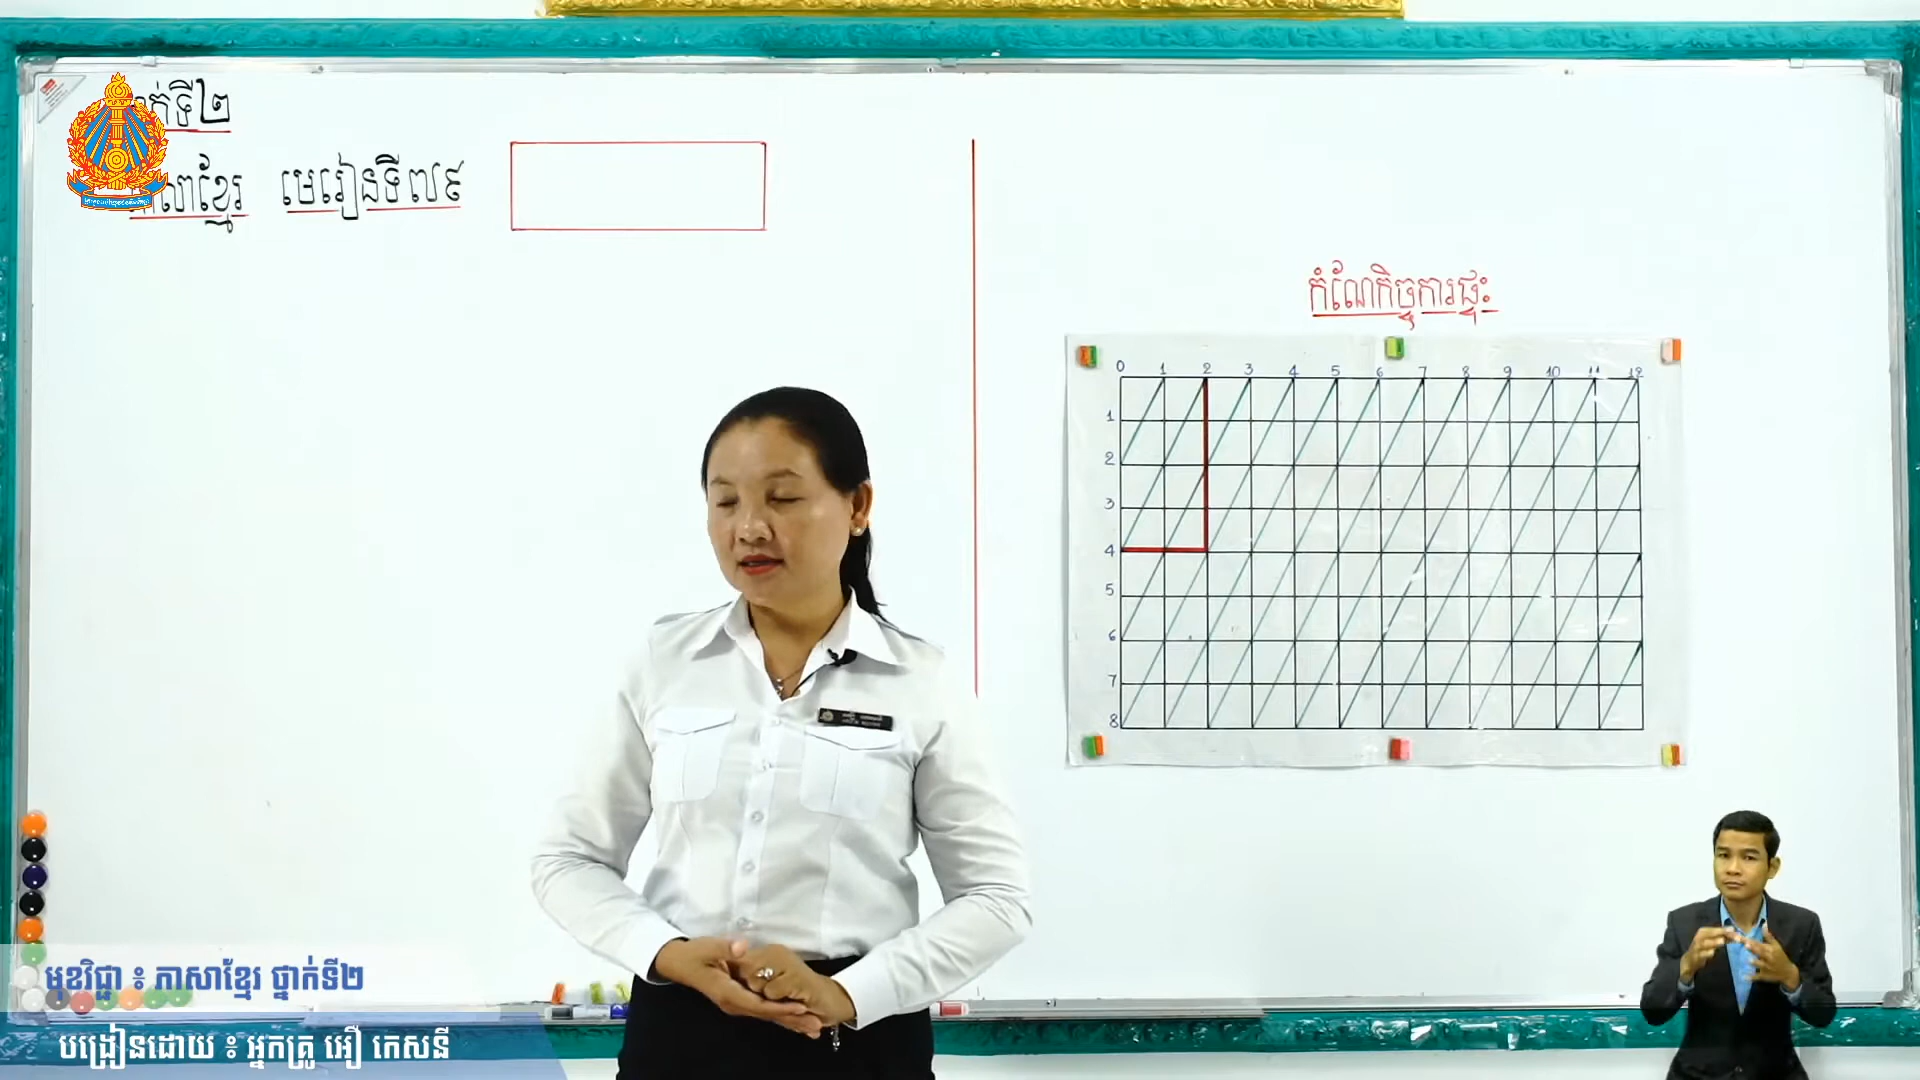 ថ្នាក់ទី២
ភាសាខ្មែរ មេរៀនទី៧៩
កំណែកិច្ចការផ្ទះ
0 1 2 3 4 5 6 7 8 9 10 11 12
1
2
3
4
5
6
7
8
មុខវិជ្ជា ៖ ភាសាខ្មែរ ថ្នាក់ទី២
បង្រៀនដោយ ៖ អ្នកគ្រូ អឿ កេសនី